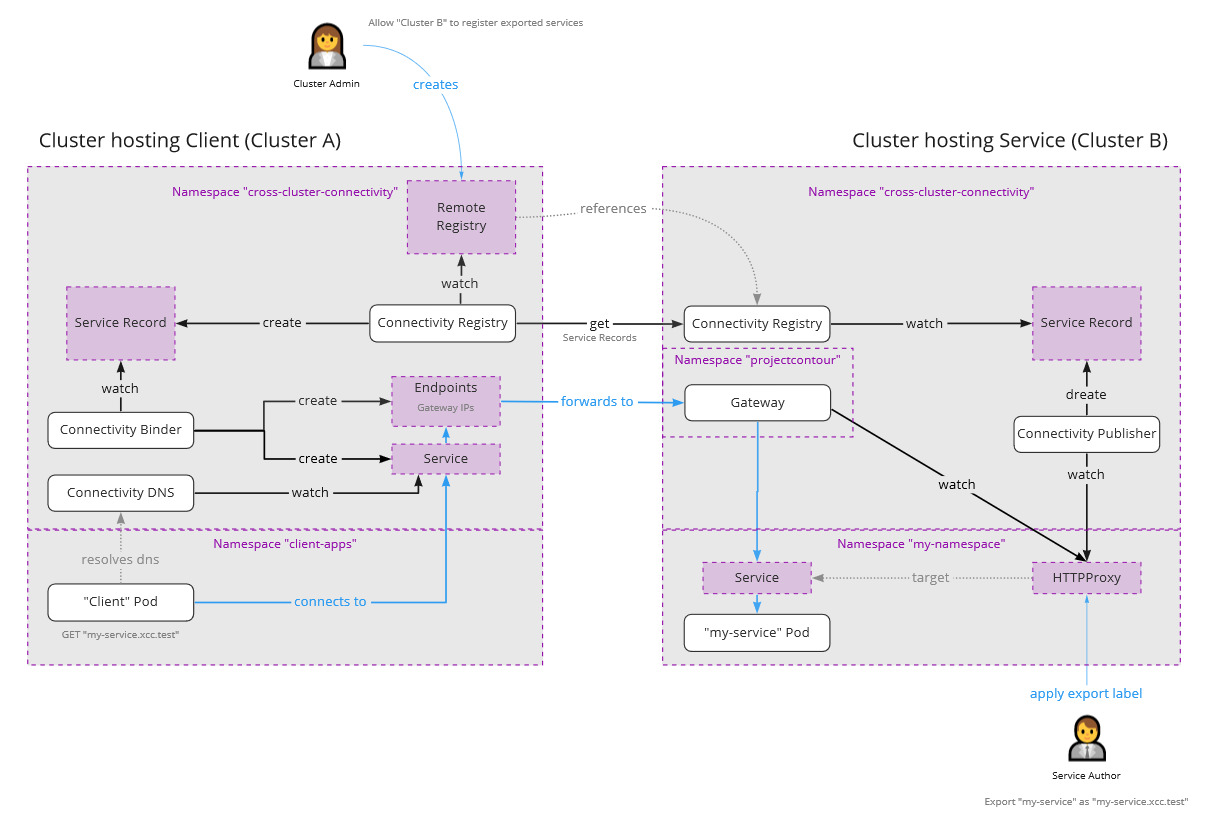 Allow "Cluster B" to register exported services
Cluster Admin
creates
Cluster hosting Client (Cluster A)
Cluster hosting Service (Cluster B)
Namespace "cross-cluster-connectivity"
Remote
Registry
references
Namespace "cross-cluster-connectivity"
watch
Service Record
create
Connectivity Registry
get
Service Records
Connectivity Registry
watch
Service Record
Namespace "projectcontour"
watch
Endpoints
Gateway IPs
create
forwards to
Gateway
dreate
Connectivity Binder
Connectivity Publisher
create
Service
watch
watch
Connectivity DNS
watch
Namespace "client-apps"
Namespace "my-namespace"
resolves dns
Service
target
HTTPProxy
"Client" Pod
connects to
GET "my-service.xcc.test"
"my-service" Pod
apply export label
Service Author
Export "my-service" as "my-service.xcc.test"